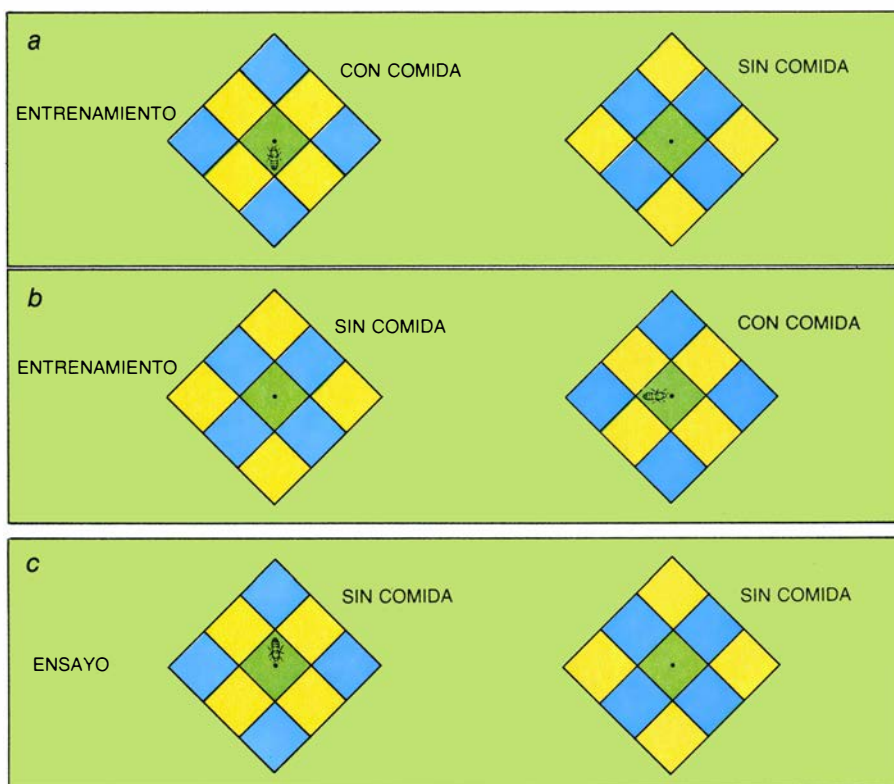 a
CON COMIDA
SIN COMIDA
ENTRENAMIENTO
b
SIN COMIDA
CON COMIDA
ENTRENAMIENTO
c
SIN COMIDA
SIN COMIDA
ENSAYO